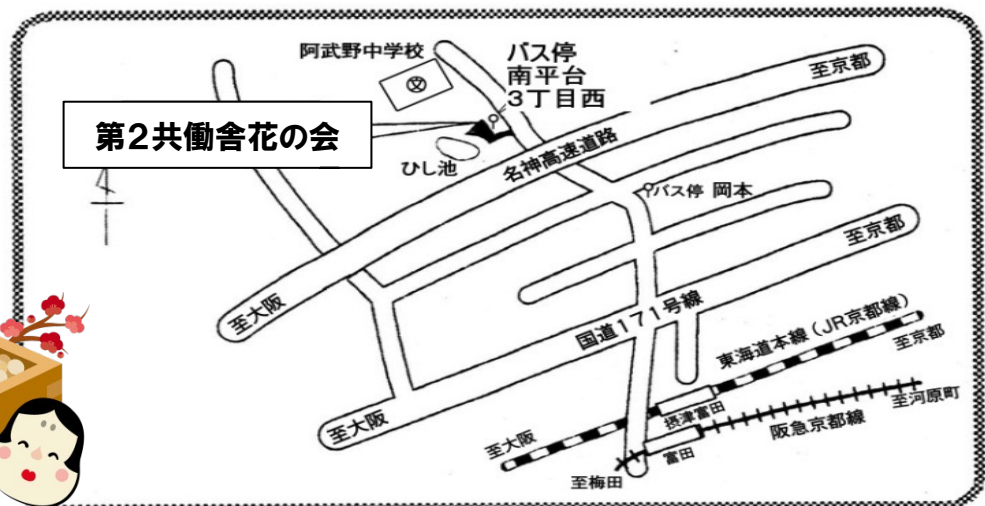 阿武野中学校
バス停
南平台
3丁目西
至京都
第2共働舎花の会
ひし池
名神高速道路
バス停 岡本
至京都
至大阪
国道171号線
東海道本線(JR京都線)
至京都
至大阪
摂津富田
至河原町
阪急京都線
至大阪
富田
至梅田
文